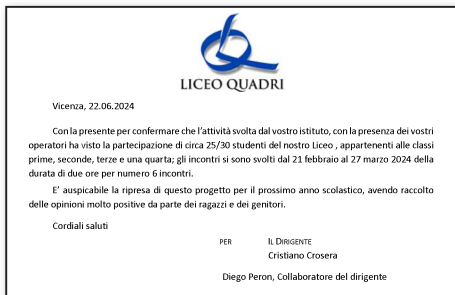 LICEO QUADRI
Vicenza, 22.06.2024
Con la presente per confermare che l'attività svolta dal vostro istituto, con la presenza dei vostri
operatori ha visto la partecipazione di circa 25/30 studenti del nostro Liceo , appartenenti alle classi
prime, seconde, terze e una quarta; gli incontri si sono svolti dal 21 febbraio al 27 marzo 2024 della
durata di due ore per numero 6 incontri.
E' auspicabile la ripresa di questo progetto per il prossimo anno scolastico, avendo raccolto
delle opinioni molto positive da parte dei ragazzi e dei genitori.
Cordiali saluti
PER IL DIRIGENTE
Cristiano Crosera
Diego Peron, Collaboratore del dirigente